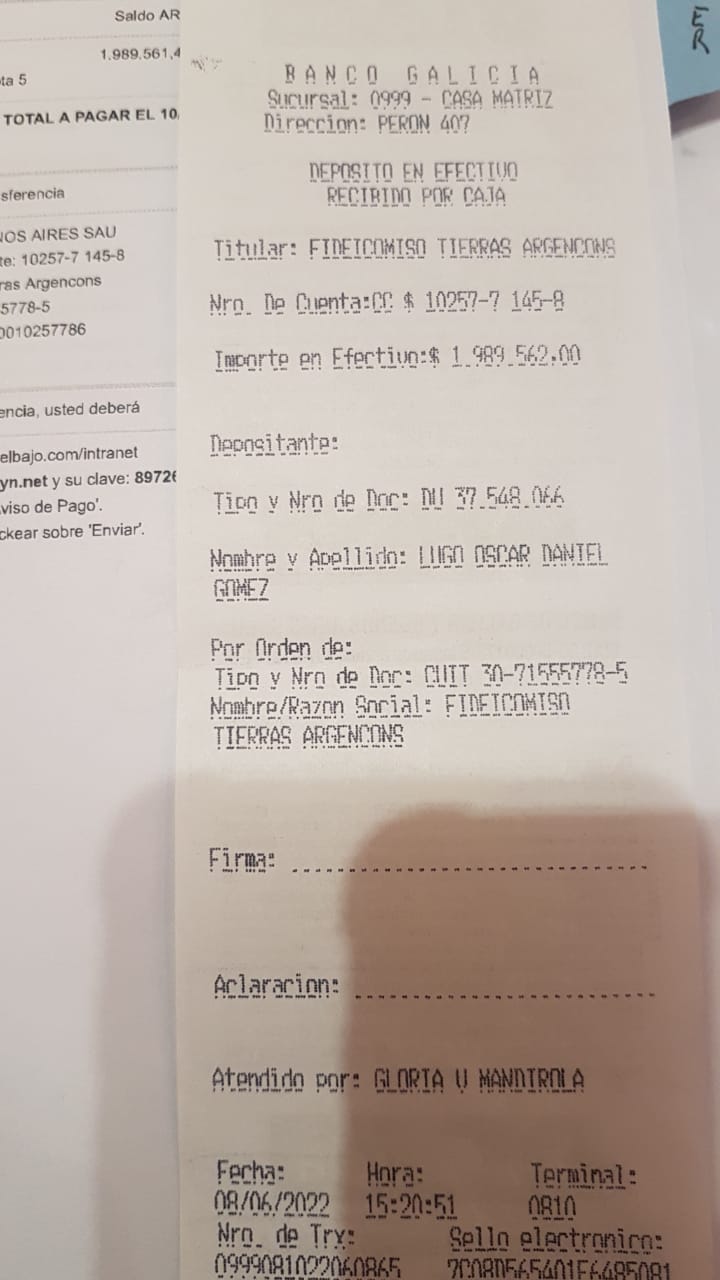 Saldo AR
1.989.561,4
ta 5
TOTAL A PAGAR EL 10
sferencia
NOS AIRES SAU
te: 10257-7 145-8
ras Argencons
5778-5
0010257786
encia, usted deberá
elbajo.com/intranet
yn.net y su clave: 89726
viso de Pago'.
ckear sobre 'Enviar'.
ER
BANCO GALICIA
Sucursal: 0999 - CASA MATRIZ
Direccion: PERON 407
DEPOSITO EN EFECTIVO
RECIBIDO POR CAJA
Titular: FIDEICOMISO TIERRAS ARGENCONS
Nro. De Cuenta:CC $ 10257-7 145-8
Importe en Efectivo:$ 1.989.562.00
Depositante:
Tipo y Nro de Doc: DU 37.548.066
Nombre y Apellido: LUGO OSCAR DANIEL
GOMEZ
Por Orden de:
Tipo y Nro de Doc: CUIT 30-71555778-5
Nombre/Razon Social: FIDEICOMISO
TIERRAS ARGENCONS
Firma:
Aclaracion:
Atendido por: GLORIA V MANDIROLA
Fecha: Hora: Terminal:
08/06/2022 15:20:51 0810
Nro. de Trx: Sello electronico:
0999081022060865